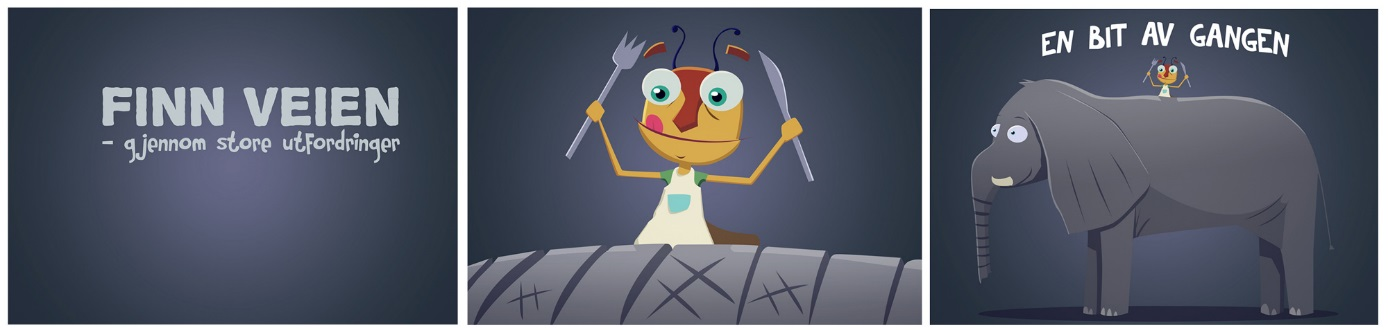 FINN VEIEN
- gjennom store utfordringer
EN BIT AV GANGEN